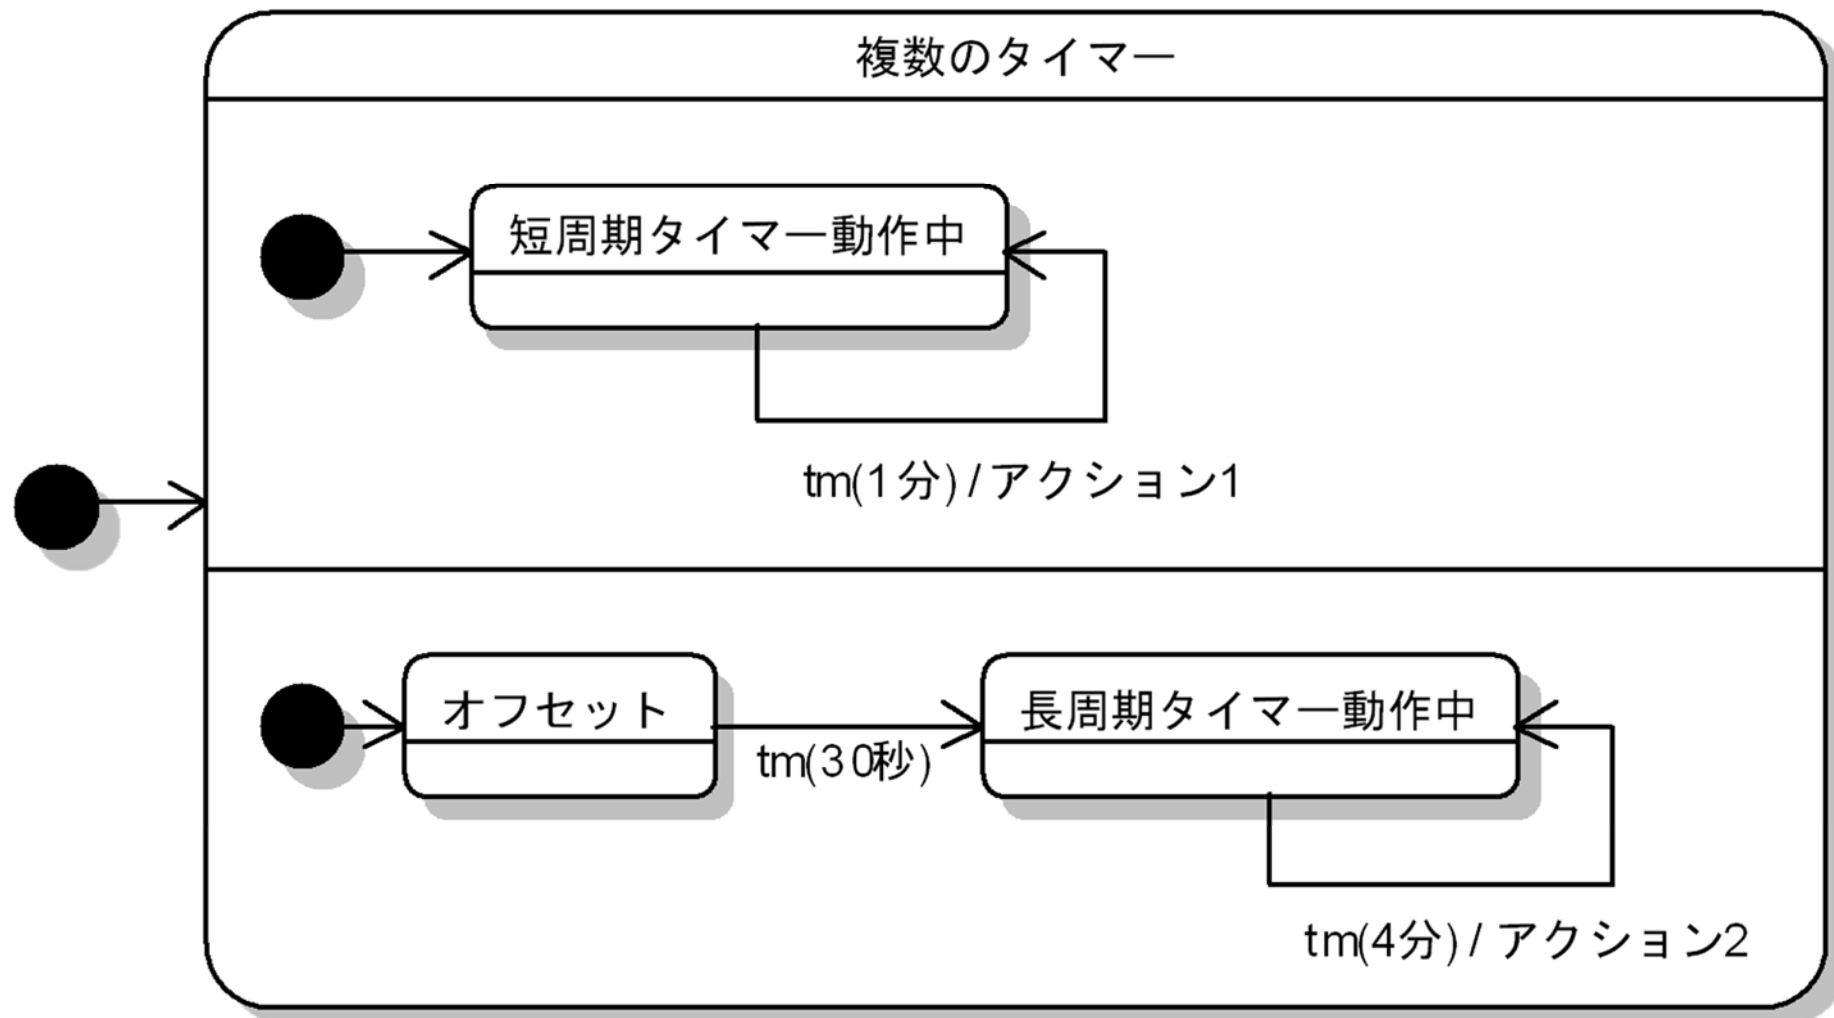 複数のタイマー
短周期タイマー動作中
tm(1分) / アクション1
オフセット
tm(30秒)
長周期タイマー動作中
tm(4分) / アクション2